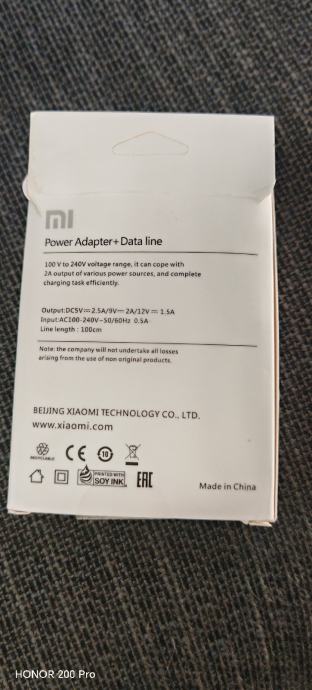 mi
Power Adapter+Data line
100 V to 240V voltage range, it can cope with
2A output of various power sources, and complete
charging task efficiently.
Output:DC5V⎓2.5A/9V⎓2A/12V⎓1.5A
Input:AC100-240V~50/60Hz 0.5A
Line length : 100cm
Note: the company will not undertake all losses
arising from the use of non original products.
BEIJING XIAOMI TECHNOLOGY CO., LTD.
www.xiaomi.com
RECYCLABLE CE 10
PRINTED WITH
SOY INK EAC
Made in China
HONOR 200 Pro